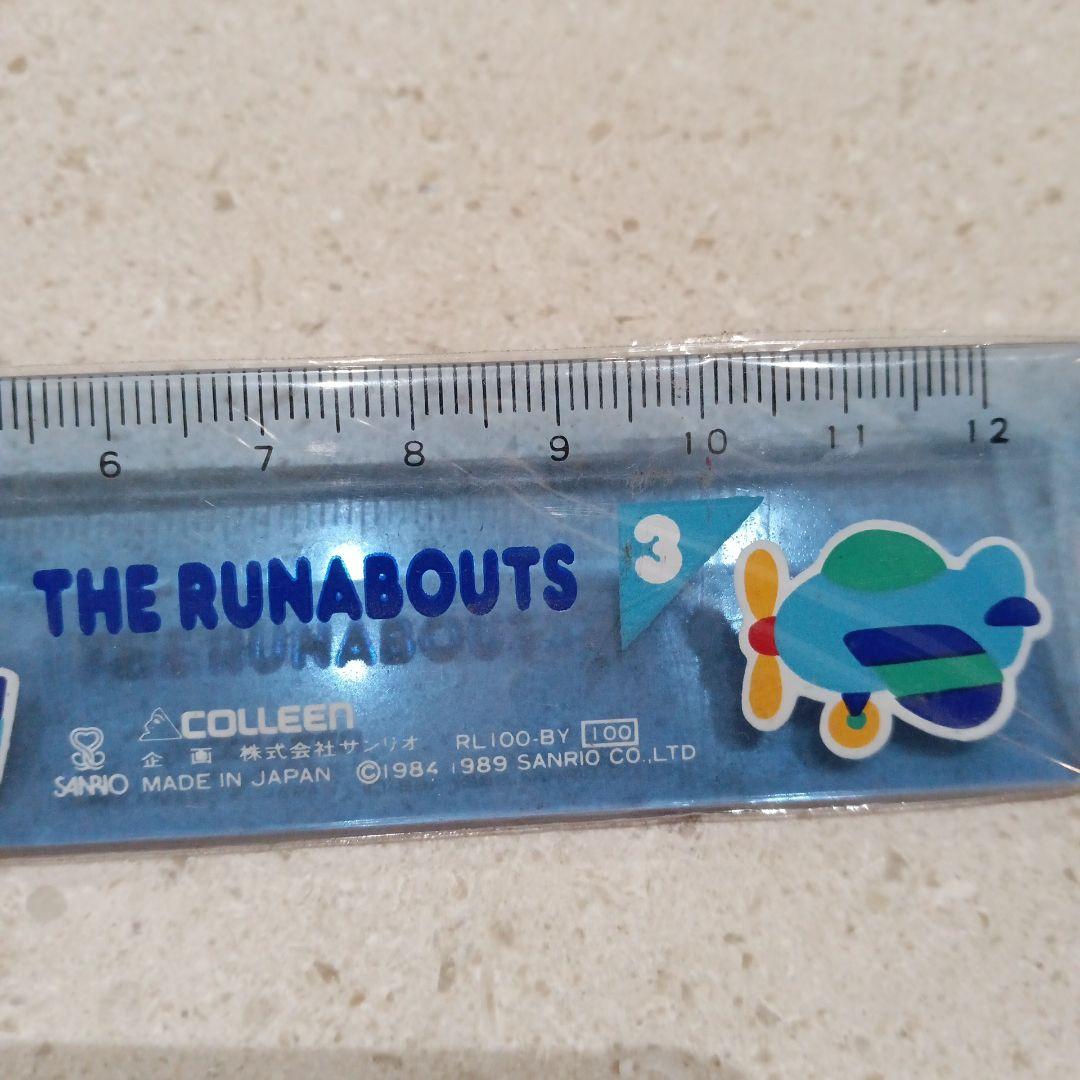 6 7 8 9 10 11 12
THE RUNABOUTS
3
COLLEEN
企 画 株式会社サンリオ RL100-BY 100
SANRIO MADE IN JAPAN ©1984 1989 SANRIO CO.,LTD